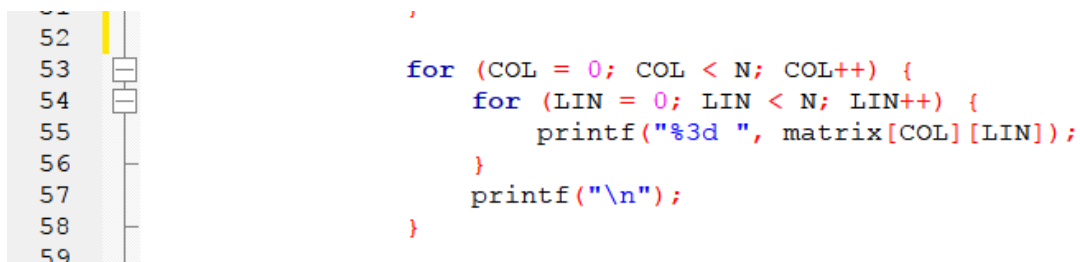 52
53 for (COL = 0; COL < N; COL++) {
54 for (LIN = 0; LIN < N; LIN++) {
55 printf("%3d ", matrix[COL][LIN]);
56 }
57 printf("\n");
58 }
59